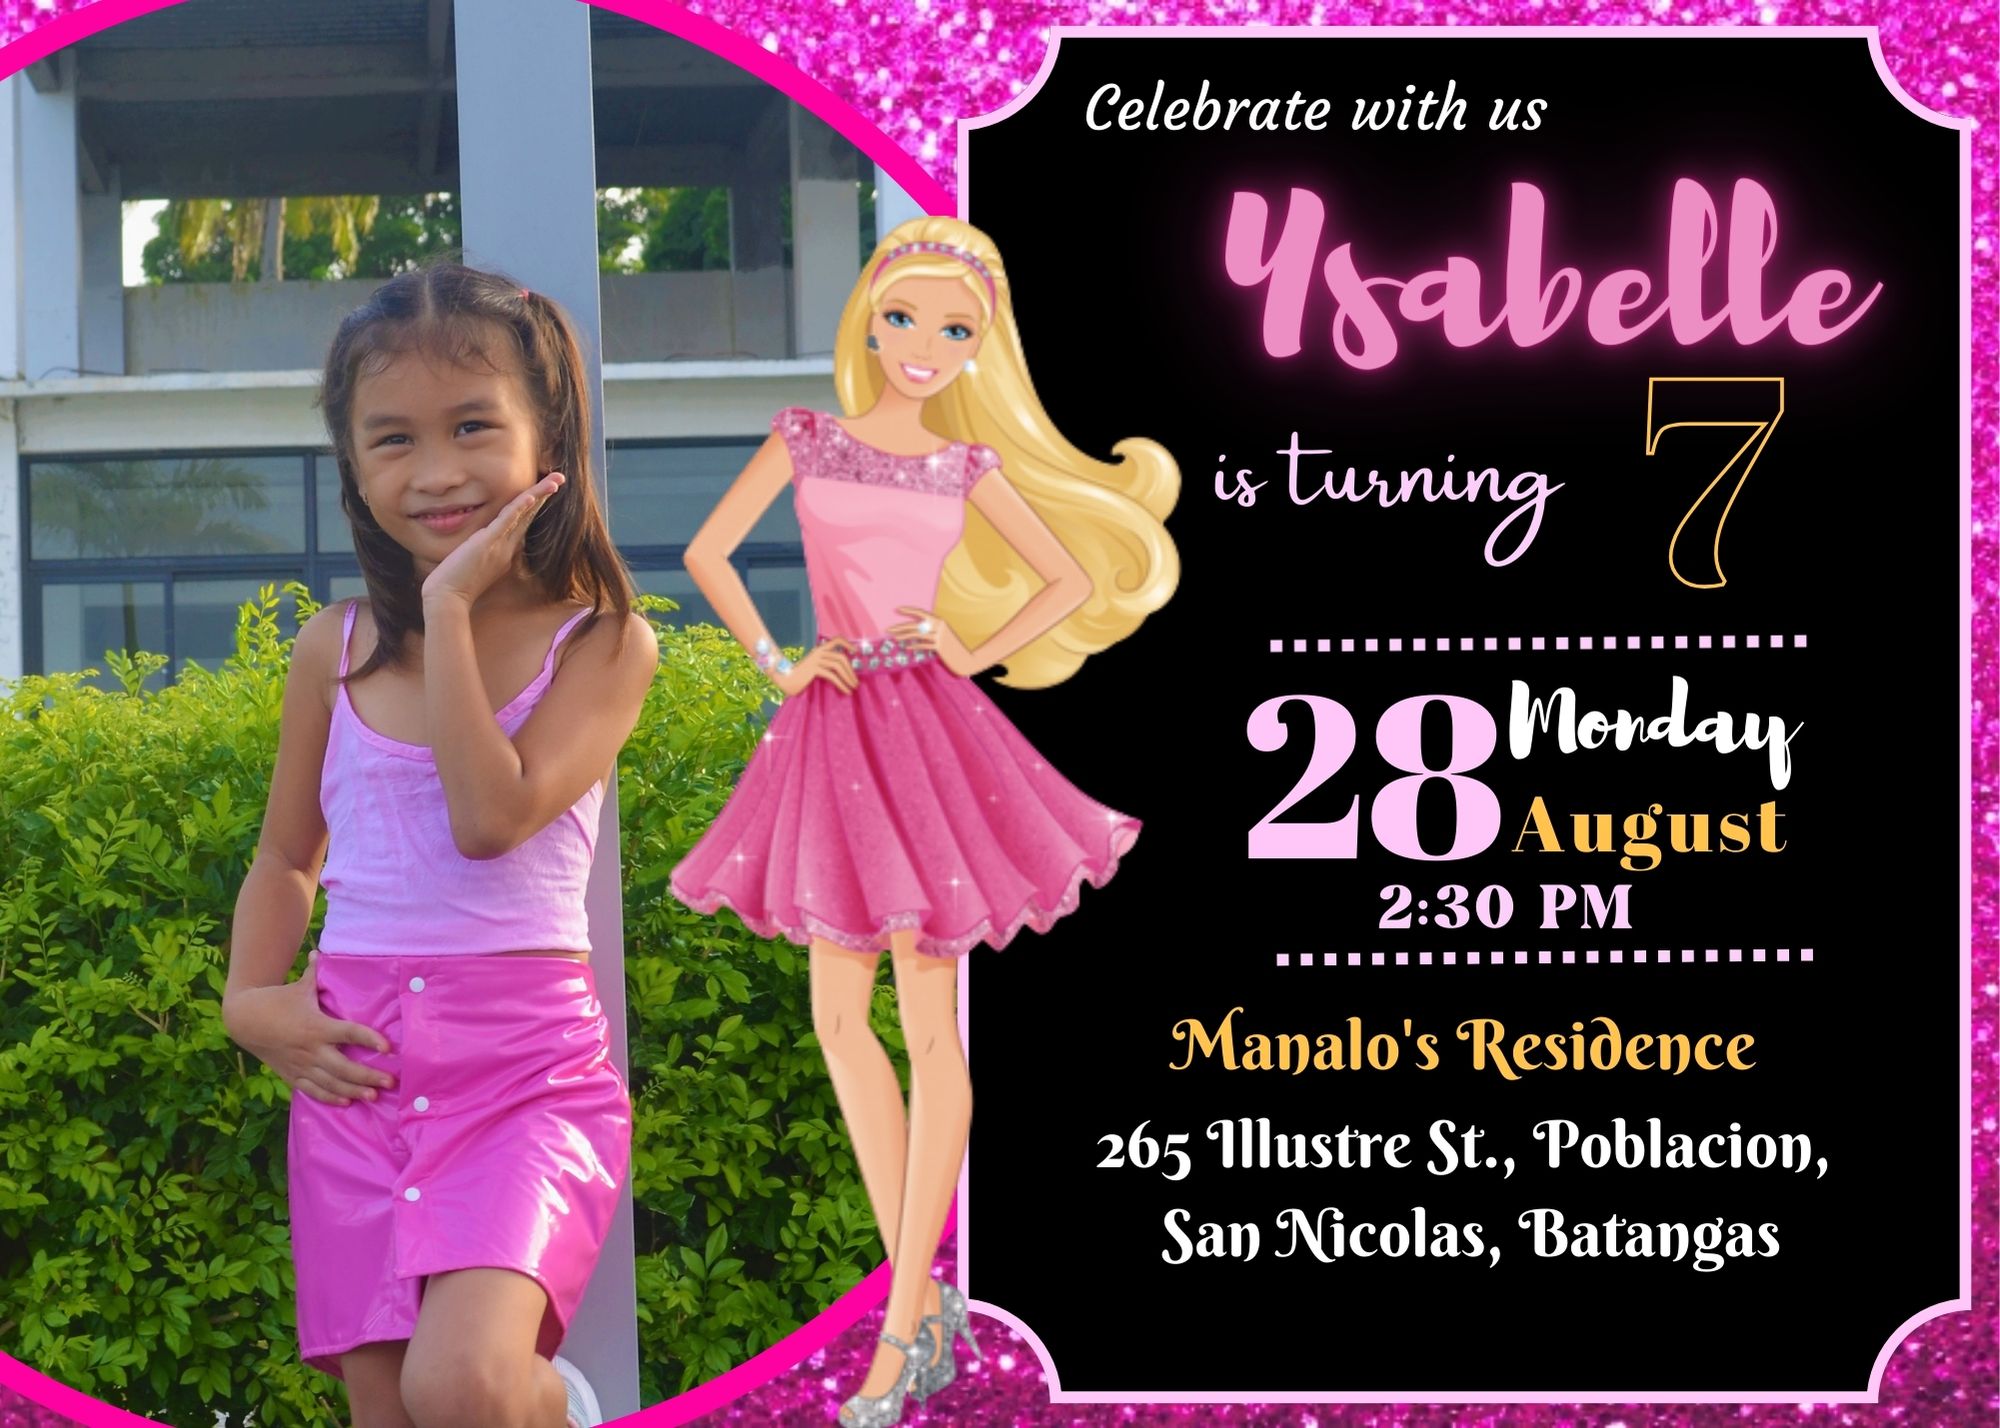 Celebrate with us
Ysabelle
is turning 7
28 Monday
August
2:30 PM
Manalo's Residence
265 Illustre St., Poblacion,
San Nicolas, Batangas